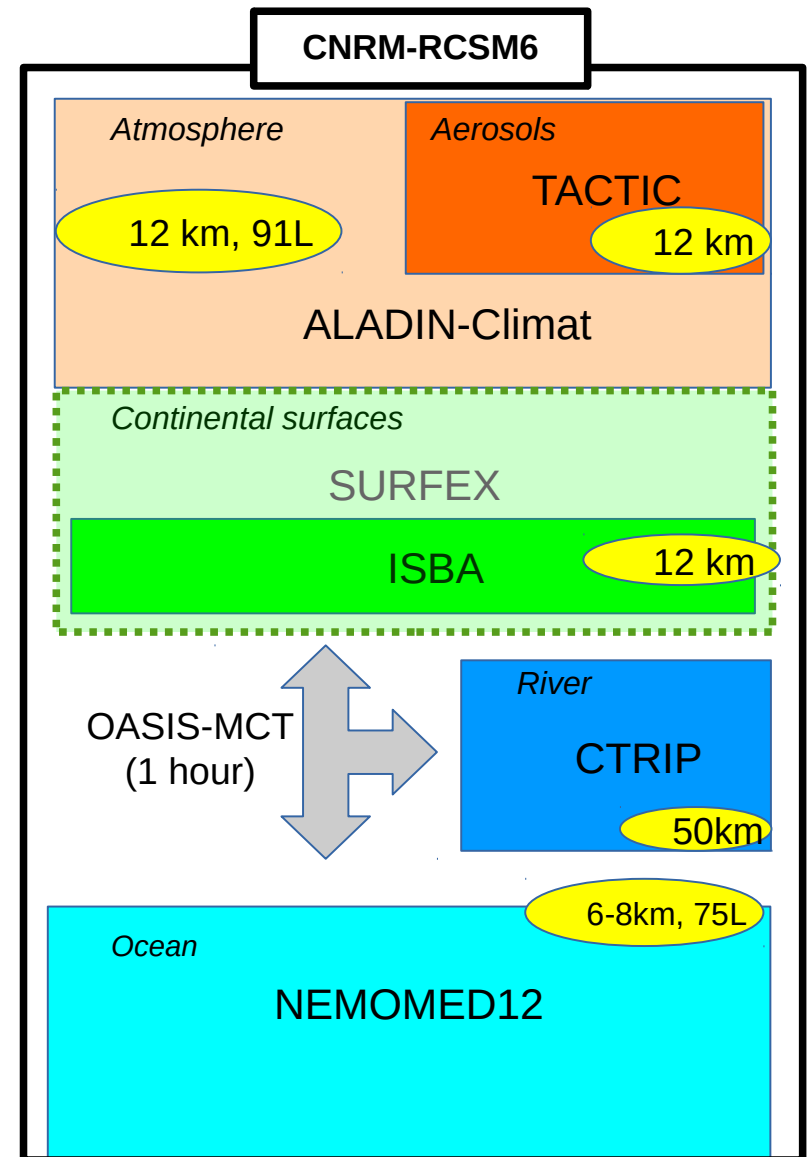 CNRM-RCSM6
Atmosphere
Aerosols
TACTIC
12 km, 91L
12 km
ALADIN-Climat
Continental surfaces
SURFEX
ISBA
12 km
River
OASIS-MCT
(1 hour)
CTRIP
50km
6-8km, 75L
Ocean
NEMOMED12